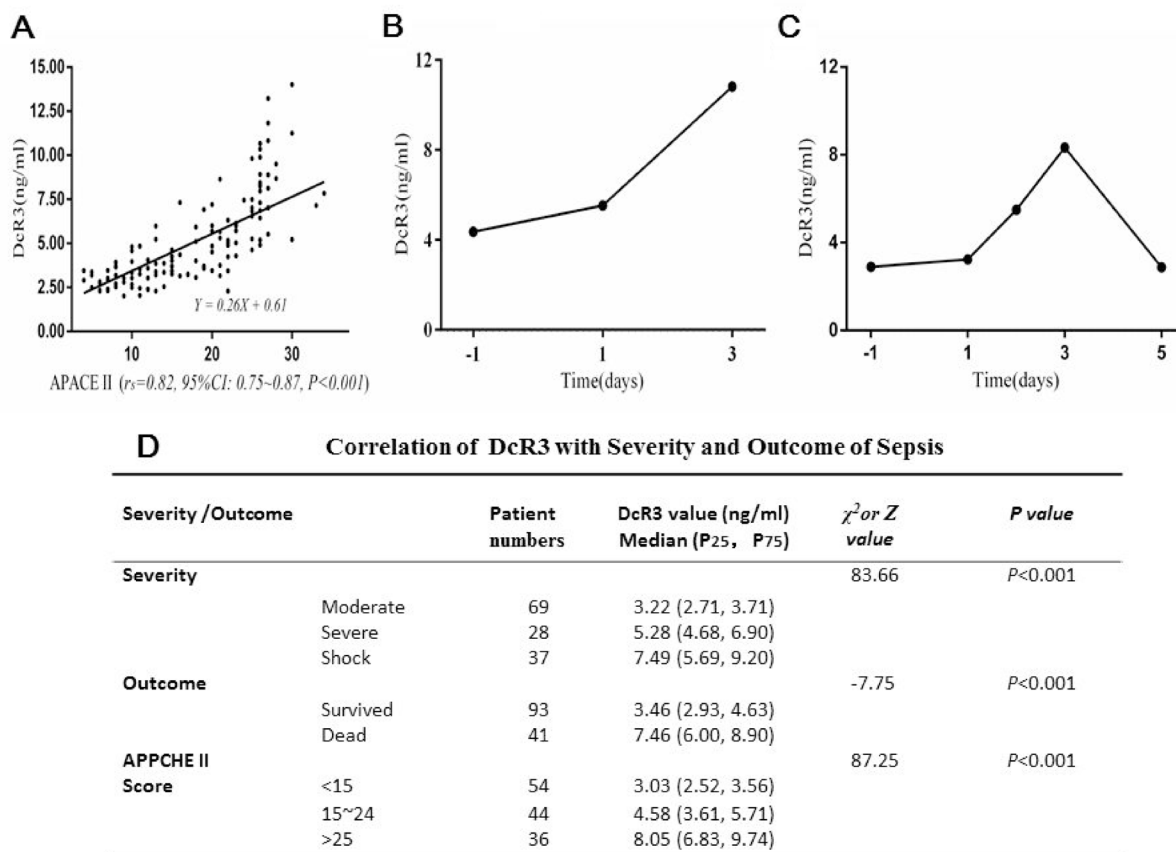 A
B
C
15.00
12.50
10.00
7.50
5.00
2.50
0.00
DcR3(ng/ml)
10
20
30
Y = 0.26X + 0.61
APACE II (rs=0.82, 95%CI: 0.75~0.87, P<0.001)
12
8
4
0
DcR3(ng/ml)
-1
1
3
Time(days)
12
8
4
0
DcR3(ng/ml)
-1
1
3
5
Time(days)
D Correlation of DcR3 with Severity and Outcome of Sepsis
Severity /Outcome Patient DcR3 value (ng/ml) χ²or Z P value
numbers Median (P25， P75) value
Severity 83.66 P<0.001
Moderate 69 3.22 (2.71, 3.71)
Severe 28 5.28 (4.68, 6.90)
Shock 37 7.49 (5.69, 9.20)
Outcome -7.75 P<0.001
Survived 93 3.46 (2.93, 4.63)
Dead 41 7.46 (6.00, 8.90)
APPCHE II 87.25 P<0.001
Score <15 54 3.03 (2.52, 3.56)
15~24 44 4.58 (3.61, 5.71)
>25 36 8.05 (6.83, 9.74)